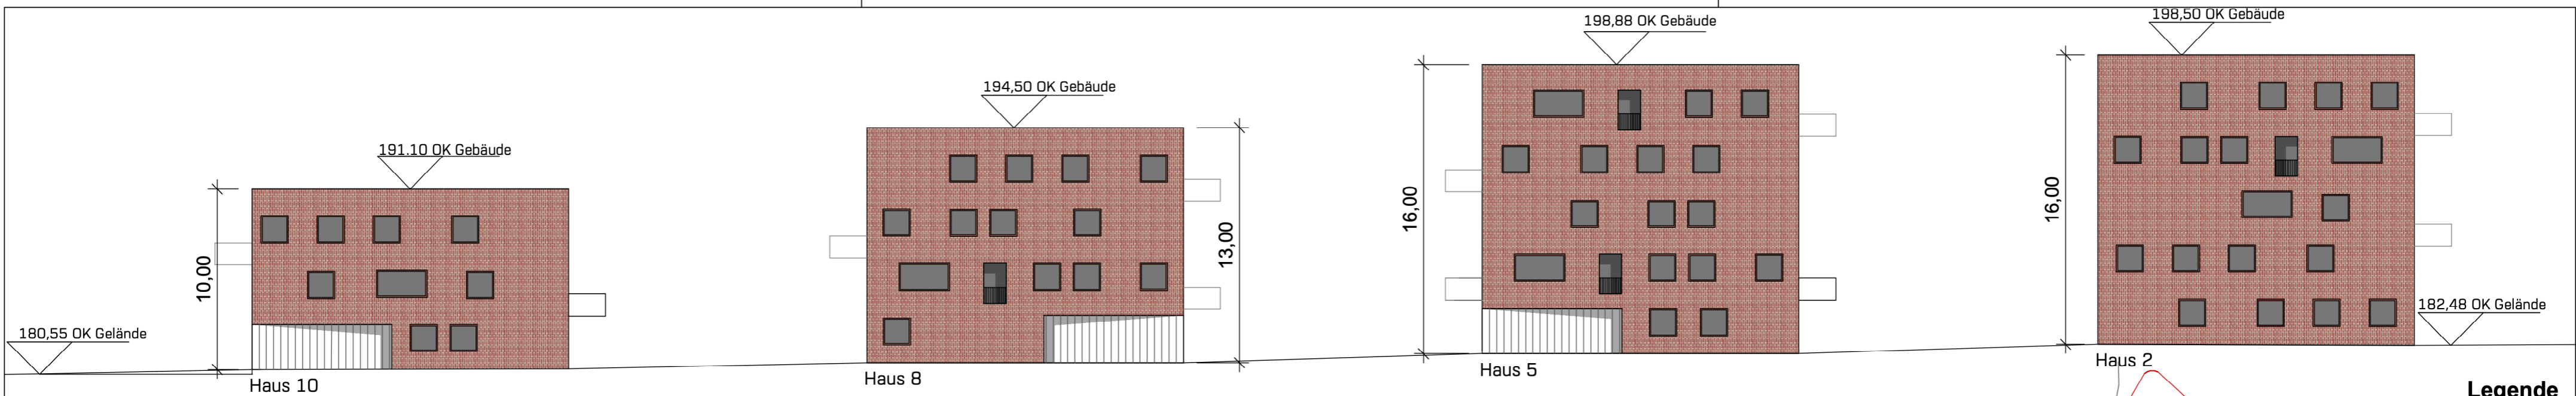 198,88 OK Gebäude
198,50 OK Gebäude
194,50 OK Gebäude
191.10 OK Gebäude
16,00
16,00
13,00
10,00
180,55 OK Gelände
182,48 OK Gelände
Haus 10
Haus 8
Haus 5
Haus 2
Legende